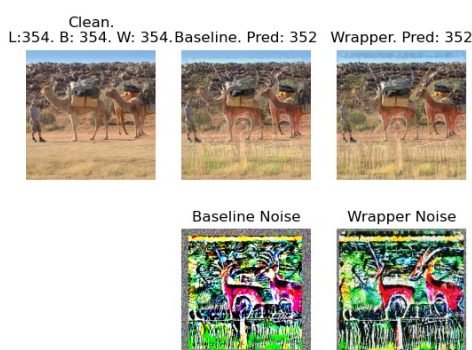 Clean.
L:354. B: 354. W: 354.
Baseline. Pred: 352
Wrapper. Pred: 352
Baseline Noise
Wrapper Noise